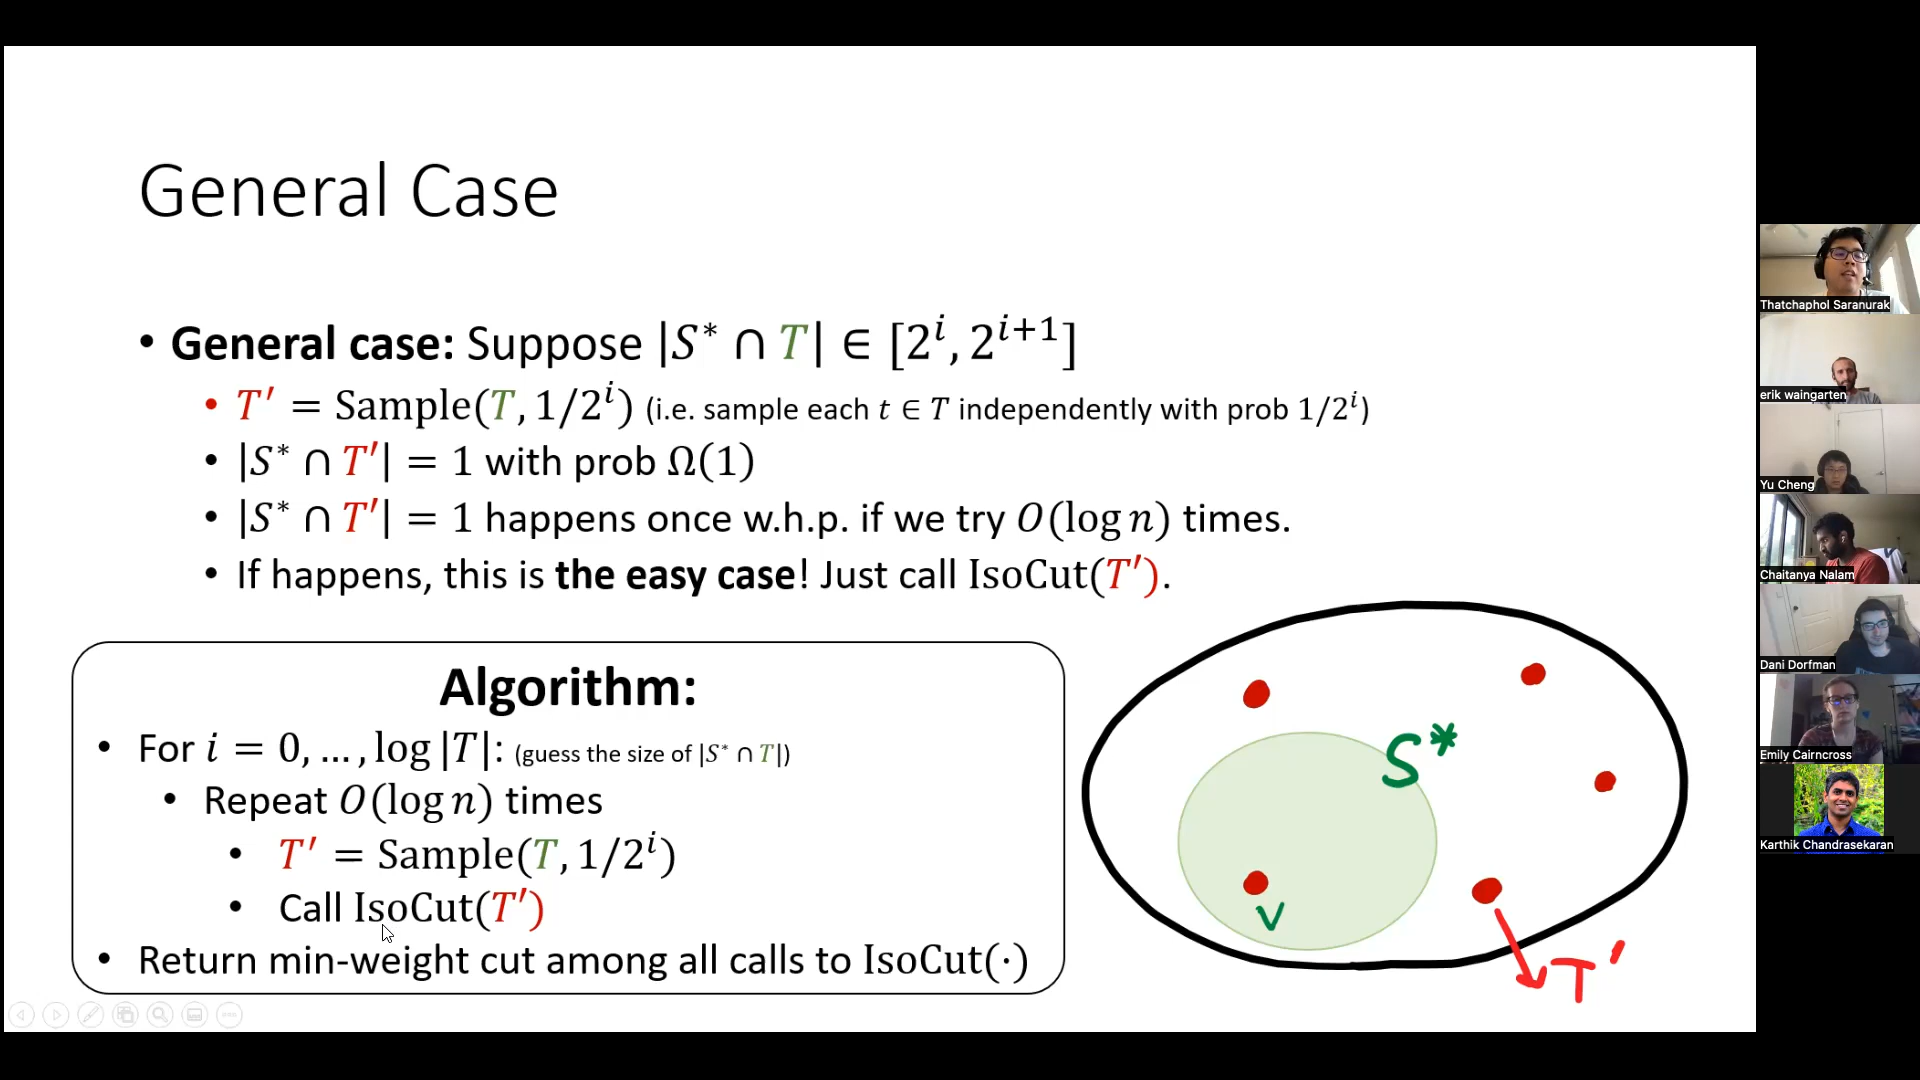 General Case
• General case: Suppose |S* ∩ T| ∈ [2^i, 2^{i+1}]
• T′ = Sample(T, 1/2^i) (i.e. sample each t ∈ T independently with prob 1/2^i)
• |S* ∩ T′| = 1 with prob Ω(1)
• |S* ∩ T′| = 1 happens once w.h.p. if we try O(log n) times.
• If happens, this is the easy case! Just call IsoCut(T′).
Algorithm:
• For i = 0, ..., log |T|: (guess the size of |S* ∩ T|)
• Repeat O(log n) times
• T′ = Sample(T, 1/2^i)
• Call IsoCut(T′)
• Return min-weight cut among all calls to IsoCut(·)
S*
v
T′
Thatchaphol Saranurak
erik waingarten
Yu Cheng
Chaitanya Nalam
Dani Dorfman
Emily Cairncross
Karthik Chandrasekaran